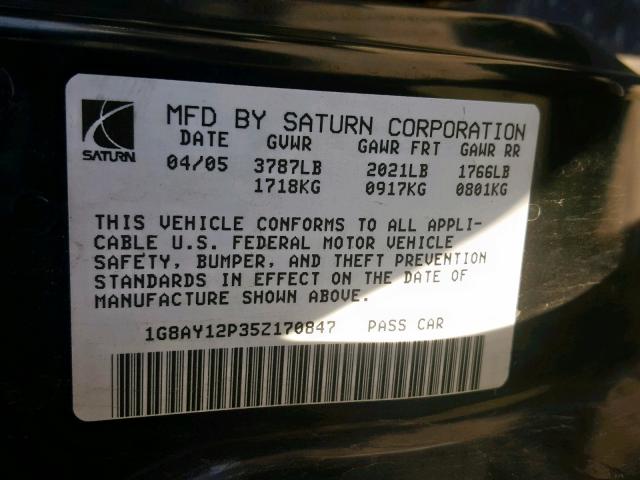 MFD BY SATURN CORPORATION
SATURN
DATE GVWR GAWR FRT GAWR RR
04/05 3787LB 2021LB 1766LB
1718KG 0917KG 0801KG
THIS VEHICLE CONFORMS TO ALL APPLI-
CABLE U.S. FEDERAL MOTOR VEHICLE
SAFETY, BUMPER, AND THEFT PREVENTION
STANDARDS IN EFFECT ON THE DATE OF
MANUFACTURE SHOWN ABOVE.
1G8AY12P35Z170847 PASS CAR